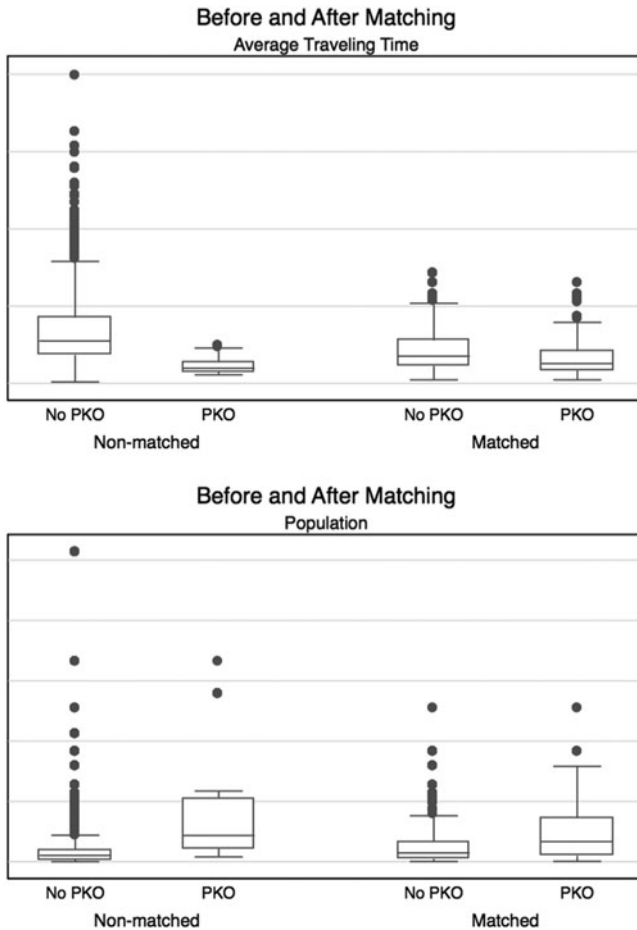 Before and After Matching
Average Traveling Time
No PKO PKO No PKO PKO
Non-matched Matched
Before and After Matching
Population
No PKO PKO No PKO PKO
Non-matched Matched